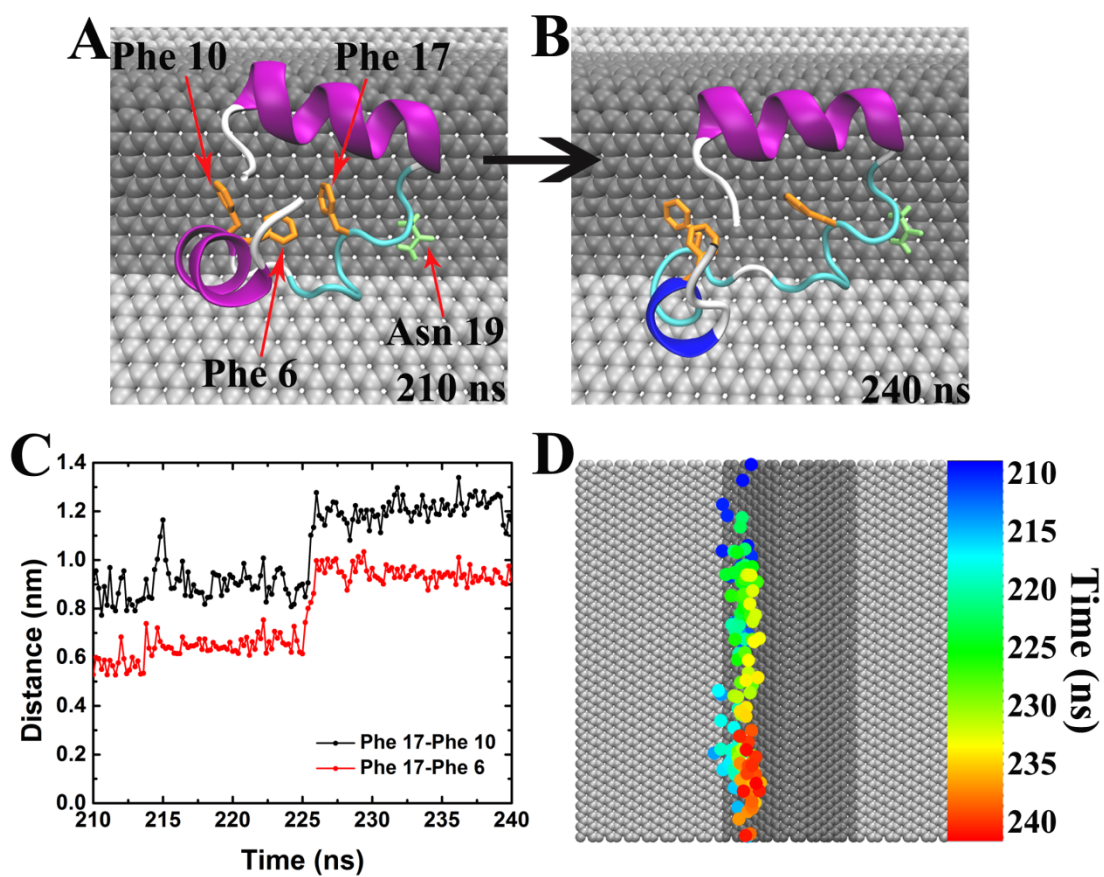 A
B
Phe 10
Phe 17
Asn 19
Phe 6
210 ns
240 ns
C
D
1.4
1.2
1.0
0.8
0.6
0.4
0.2
0.0
Distance (nm)
Phe 17-Phe 10
Phe 17-Phe 6
210 215 220 225 230 235 240
Time (ns)
210
215
220
225
230
235
240
Time (ns)